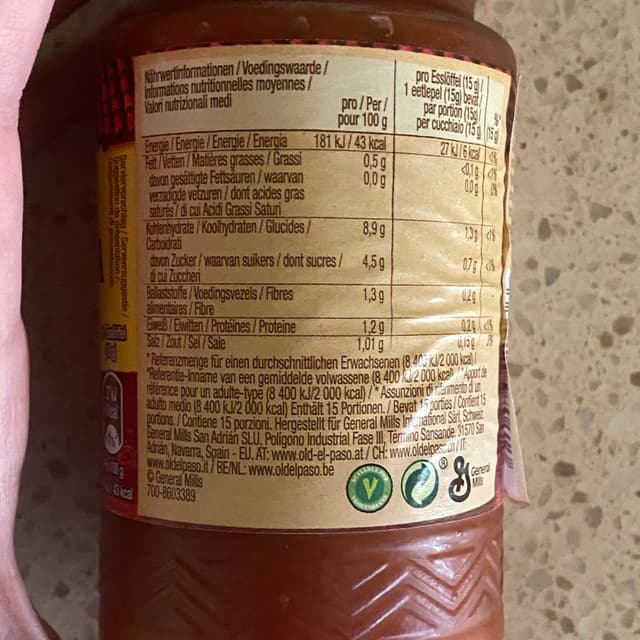 Nährwertinformationen / Voedingswaarde /
Informations nutritionnelles moyennes /
Valori nutrizionali medi
pro / Per /
pour 100 g
pro Esslöffel (15 g) /
1 eetlepel (15g) bevat /
par portion (15g) /
per cucchiaio (15 g)
Energie / Energie / Energie / Energia 181 kJ / 43 kcal 27 kJ / 6 kcal <1%
Fett / Vetten / Matières grasses / Grassi 0,5 g <0,1 g <1%
davon gesättigte Fettsäuren / waarvan 0,0 g 0,0 g
verzadigde vetzuren / dont acides gras
saturés / di cui Acidi Grassi Saturi
Kohlenhydrate / Koolhydraten / Glucides / 8,9 g 1,3 g <1%
Carboidrati
davon Zucker / waarvan suikers / dont sucres / 4,5 g 0,7 g <1%
di cui Zuccheri
Ballaststoffe / Voedingsvezels / Fibres 1,3 g 0,2 g
alimentaires / Fibre
Eiweiß / Eiwitten / Protéines / Proteine 1,2 g 0,2 g <1%
Salz / Zout / Sel / Sale 1,01 g 0,15 g
* Referenzmenge für einen durchschnittlichen Erwachsenen (8 400 kJ/2 000 kcal) /
*Referentie-inname van een gemiddelde volwassene (8 400 kJ/2 000 kcal) / *Apport de
référence pour un adulte-type (8 400 kJ/2 000 kcal) / * Assunzioni di riferimento di un
adulto medio (8 400 kJ/2 000 kcal) Enthält 15 Portionen. / Bevat 15 porties / Contient 15
portions. / Contiene 15 porzioni. Hergestellt für General Mills International Sàrl, Schweiz.
General Mills San Adrián SLU, Polígono Industrial Fase III, Término Sansande, 31570 San
Adrián, Navarra, Spain - EU. AT: www.old-el-paso.at / CH: www.oldelpaso.ch / IT:
www.oldelpaso.it / BE/NL: www.oldelpaso.be
© General Mills
700-8603389
V
®
G
General
Mills
43 kcal